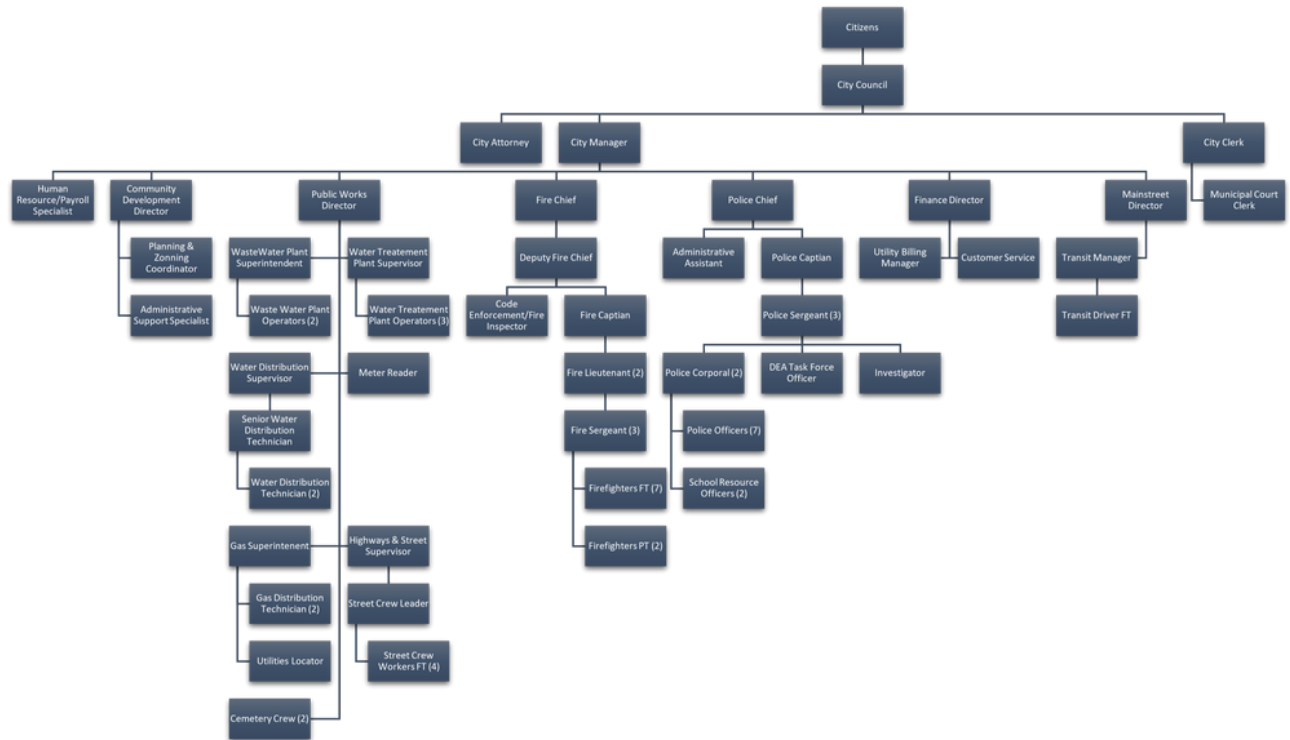 Citizens
City Council
City Attorney
City Manager
City Clerk
Human
Resource/Payroll
Specialist
Community
Development
Director
Public Works
Director
Fire Chief
Police Chief
Finance Director
Mainstreet
Director
Municipal Court
Clerk
Planning &
Zonning
Coordinator
WasteWater Plant
Superintendent
Water Treatement
Plant Supervisor
Deputy Fire Chief
Administrative
Assistant
Police Captian
Utility Billing
Manager
Customer Service
Transit Manager
Administrative
Support Specialist
Waste Water Plant
Operators (2)
Water Treatement
Plant Operators (3)
Code
Enforcement/Fire
Inspector
Fire Captian
Police Sergeant (3)
Transit Driver FT
Water Distribution
Supervisor
Meter Reader
Fire Lieutenant (2)
Police Corporal (2)
DEA Task Force
Officer
Investigator
Senior Water
Distribution
Technician
Fire Sergeant (3)
Police Officers (7)
Water Distribution
Technician (2)
Firefighters FT (7)
School Resource
Officers (2)
Gas Superintenent
Highways & Street
Supervisor
Firefighters PT (2)
Gas Distribution
Technician (2)
Street Crew Leader
Utilities Locator
Street Crew
Workers FT (4)
Cemetery Crew (2)